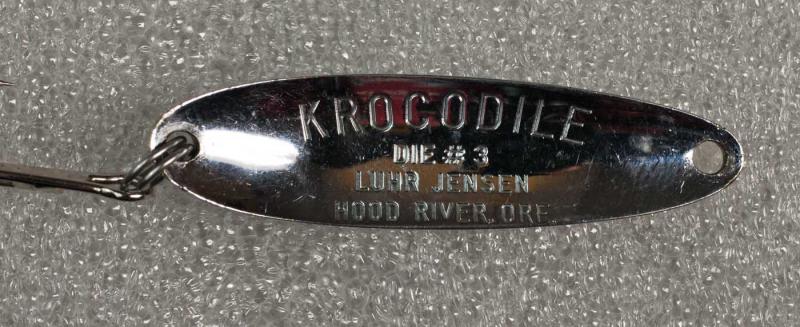 KROCODILE
DIE #3
LUHR JENSEN
HOOD RIVER, ORE